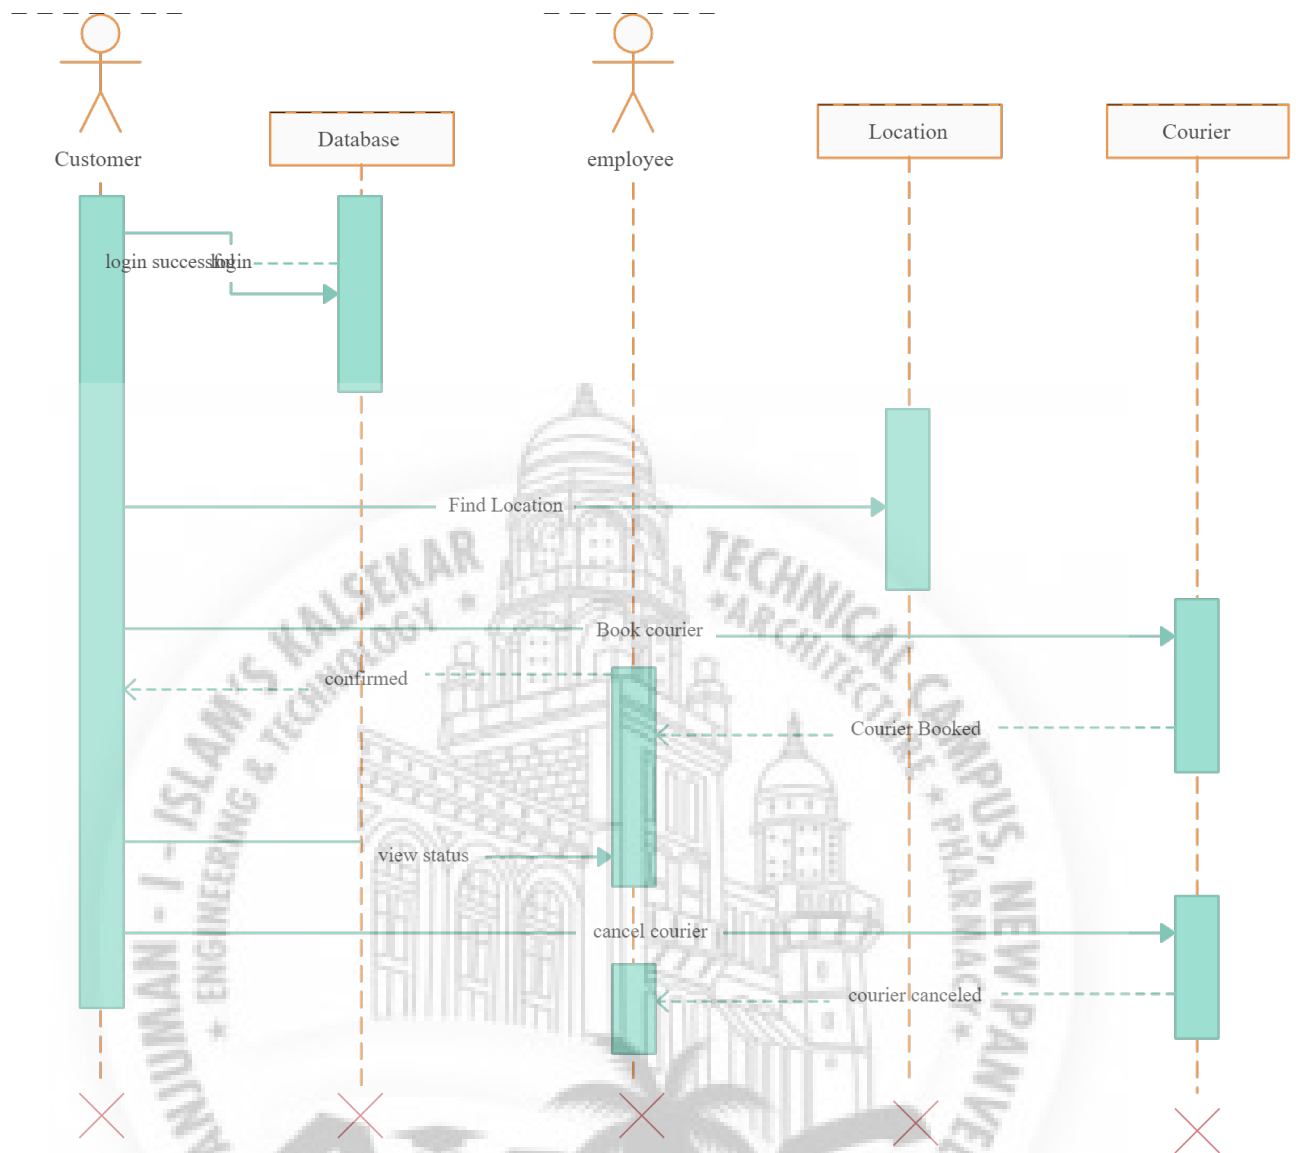 Customer
Database
employee
Location
Courier
login successful
login
Find Location
Book courier
confirmed
Courier Booked
view status
cancel courier
courier canceled
ANJUMAN - I - ISLAM'S KALSEKAR TECHNICAL CAMPUS, NEW PANVEL
ENGINEERING & TECHNOLOGY * ARCHITECTURE * PHARMACY *